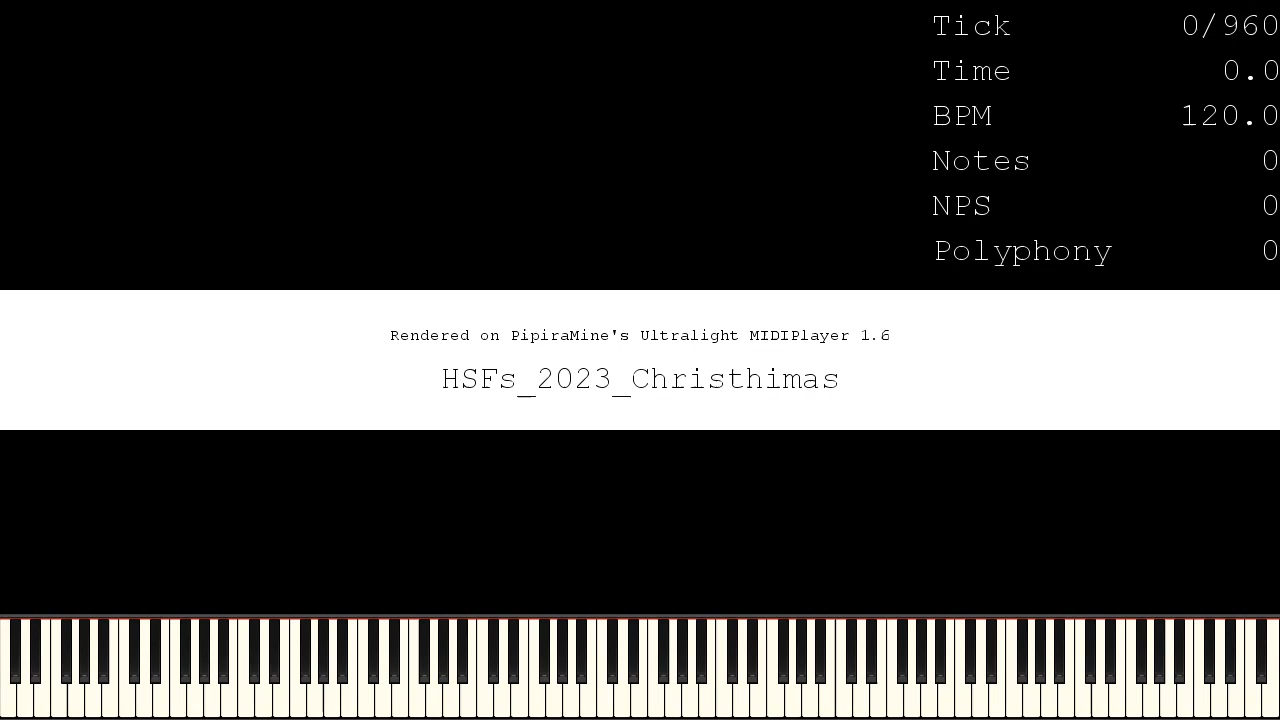 Tick 0/960
Time 0.0
BPM 120.0
Notes 0
NPS 0
Polyphony 0
Rendered on PipiraMine's Ultralight MIDIPlayer 1.6
HSFs_2023_Christhimas